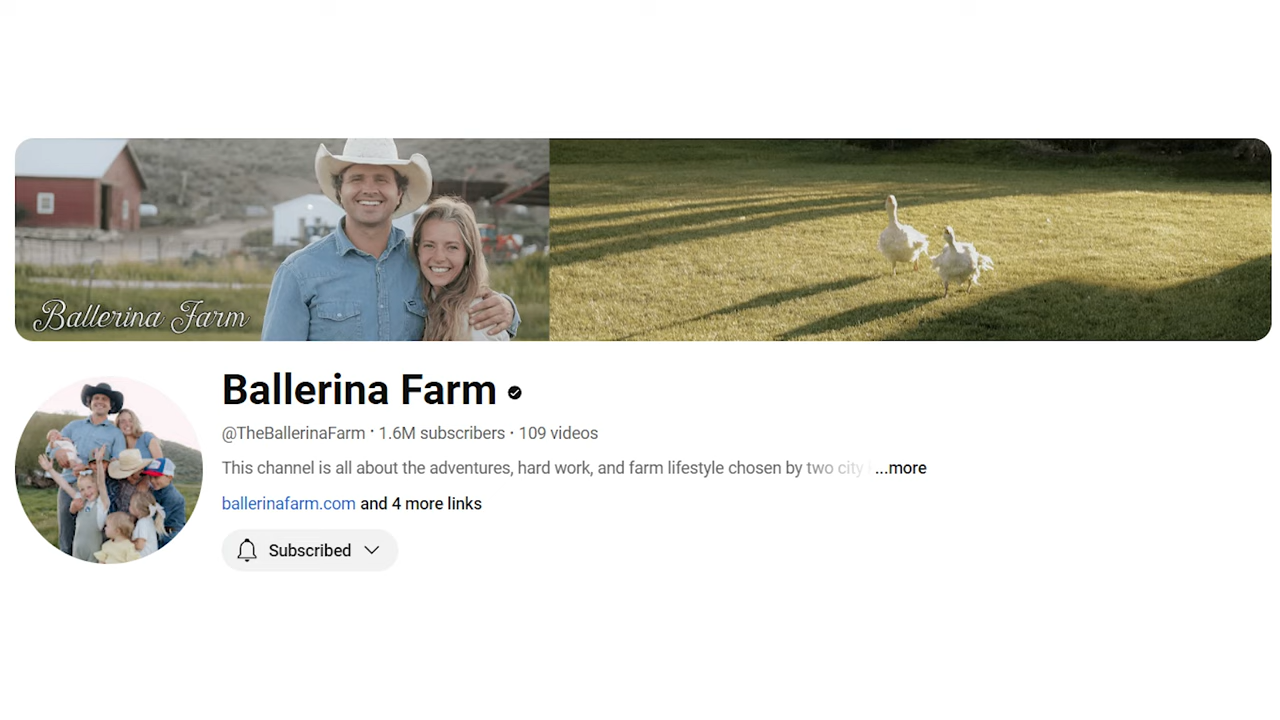 Ballerina Farm
Ballerina Farm
@TheBallerinaFarm · 1.6M subscribers · 109 videos
This channel is all about the adventures, hard work, and farm lifestyle chosen by two city ...more
ballerinafarm.com and 4 more links
Subscribed